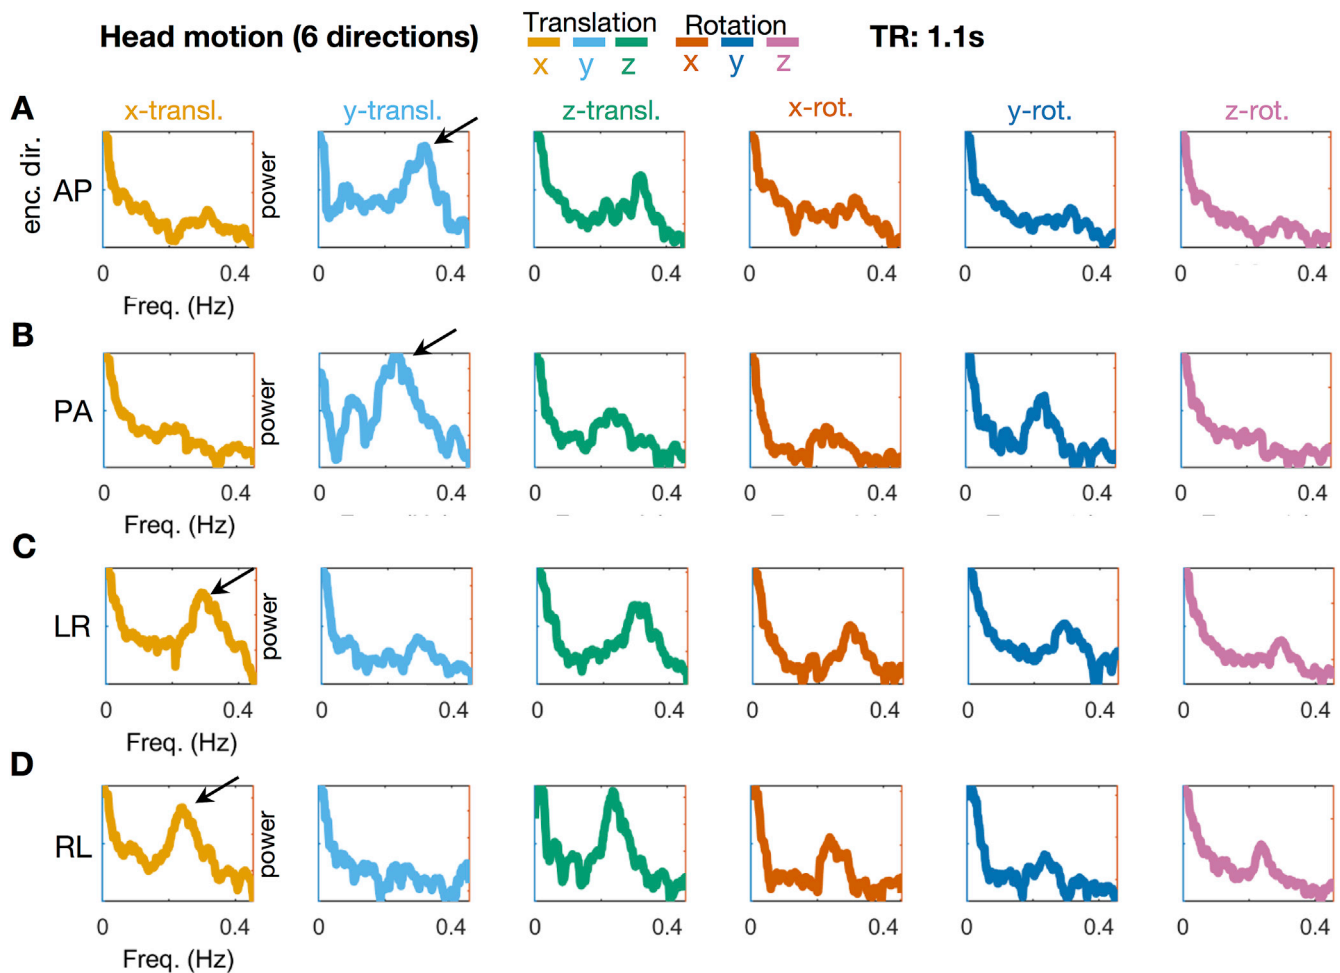 Head motion (6 directions) Translation Rotation TR: 1.1s
x y z x y z
A x-transl. y-transl. z-transl. x-rot. y-rot. z-rot.
enc. dir. AP power
0 0.4 0 0.4 0 0.4 0 0.4 0 0.4 0 0.4
Freq. (Hz)
B
PA power
0 0.4 0 0.4 0 0.4 0 0.4 0 0.4 0 0.4
Freq. (Hz)
C
LR power
0 0.4 0 0.4 0 0.4 0 0.4 0 0.4 0 0.4
Freq. (Hz)
D
RL power
0 0.4 0 0.4 0 0.4 0 0.4 0 0.4 0 0.4
Freq. (Hz)